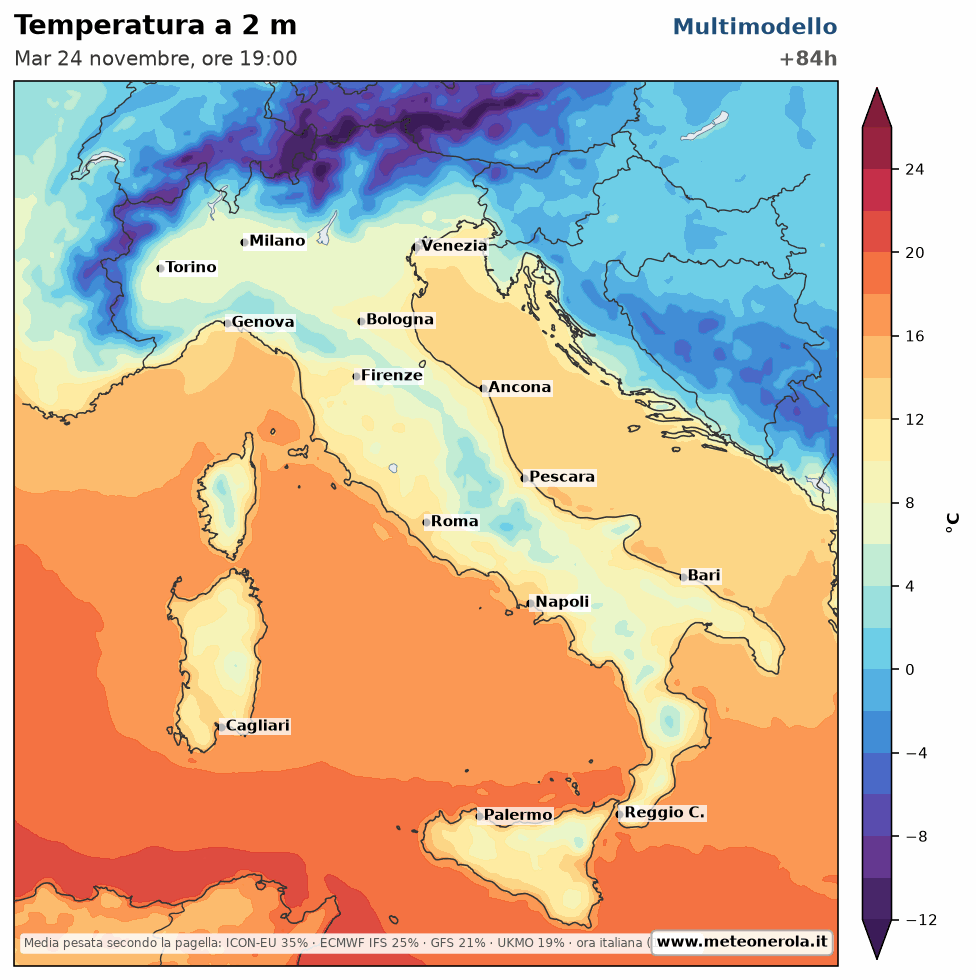 Temperatura a 2 m
Multimodello
Mar 24 novembre, ore 19:00
+84h
Milano
Venezia
Torino
Genova
Bologna
Firenze
Ancona
Pescara
Roma
Bari
Napoli
Cagliari
Palermo
Reggio C.
24
20
16
12
8
4
0
−4
−8
−12
°C
Media pesata secondo la pagella: ICON-EU 35% · ECMWF IFS 25% · GFS 21% · UKMO 19% · ora italiana (
www.meteonerola.it